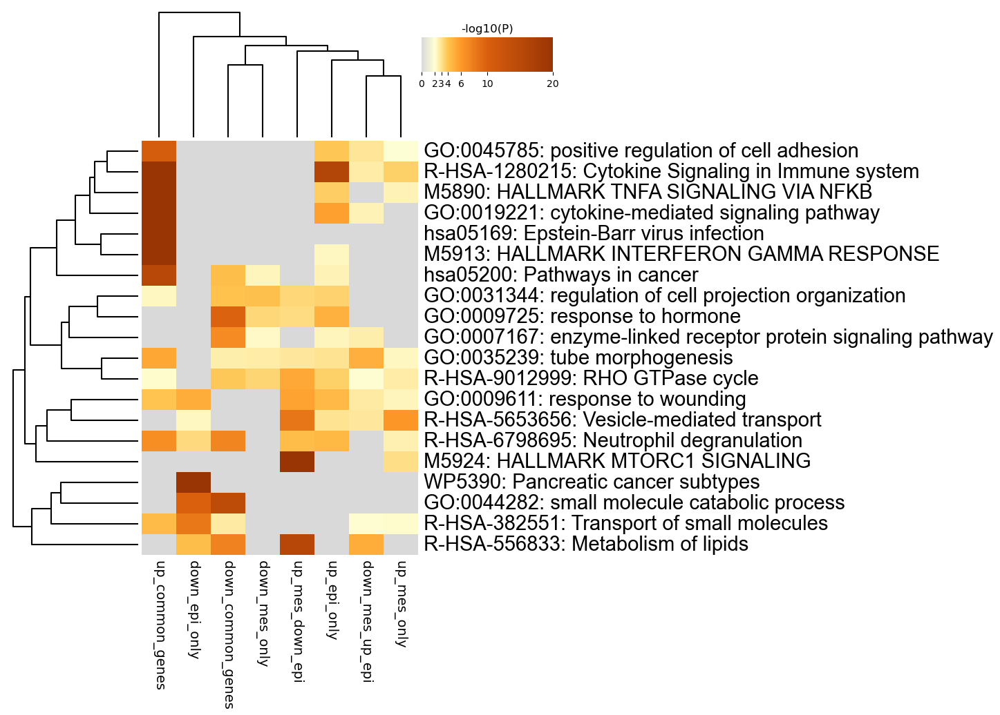 -log10(P)
0 2 3 4 6 10 20
GO:0045785: positive regulation of cell adhesion
R-HSA-1280215: Cytokine Signaling in Immune system
M5890: HALLMARK TNFA SIGNALING VIA NFKB
GO:0019221: cytokine-mediated signaling pathway
hsa05169: Epstein-Barr virus infection
M5913: HALLMARK INTERFERON GAMMA RESPONSE
hsa05200: Pathways in cancer
GO:0031344: regulation of cell projection organization
GO:0009725: response to hormone
GO:0007167: enzyme-linked receptor protein signaling pathway
GO:0035239: tube morphogenesis
R-HSA-9012999: RHO GTPase cycle
GO:0009611: response to wounding
R-HSA-5653656: Vesicle-mediated transport
R-HSA-6798695: Neutrophil degranulation
M5924: HALLMARK MTORC1 SIGNALING
WP5390: Pancreatic cancer subtypes
GO:0044282: small molecule catabolic process
R-HSA-382551: Transport of small molecules
R-HSA-556833: Metabolism of lipids
up_common_genes
down_epi_only
down_common_genes
down_mes_only
up_mes_down_epi
up_epi_only
down_mes_up_epi
up_mes_only